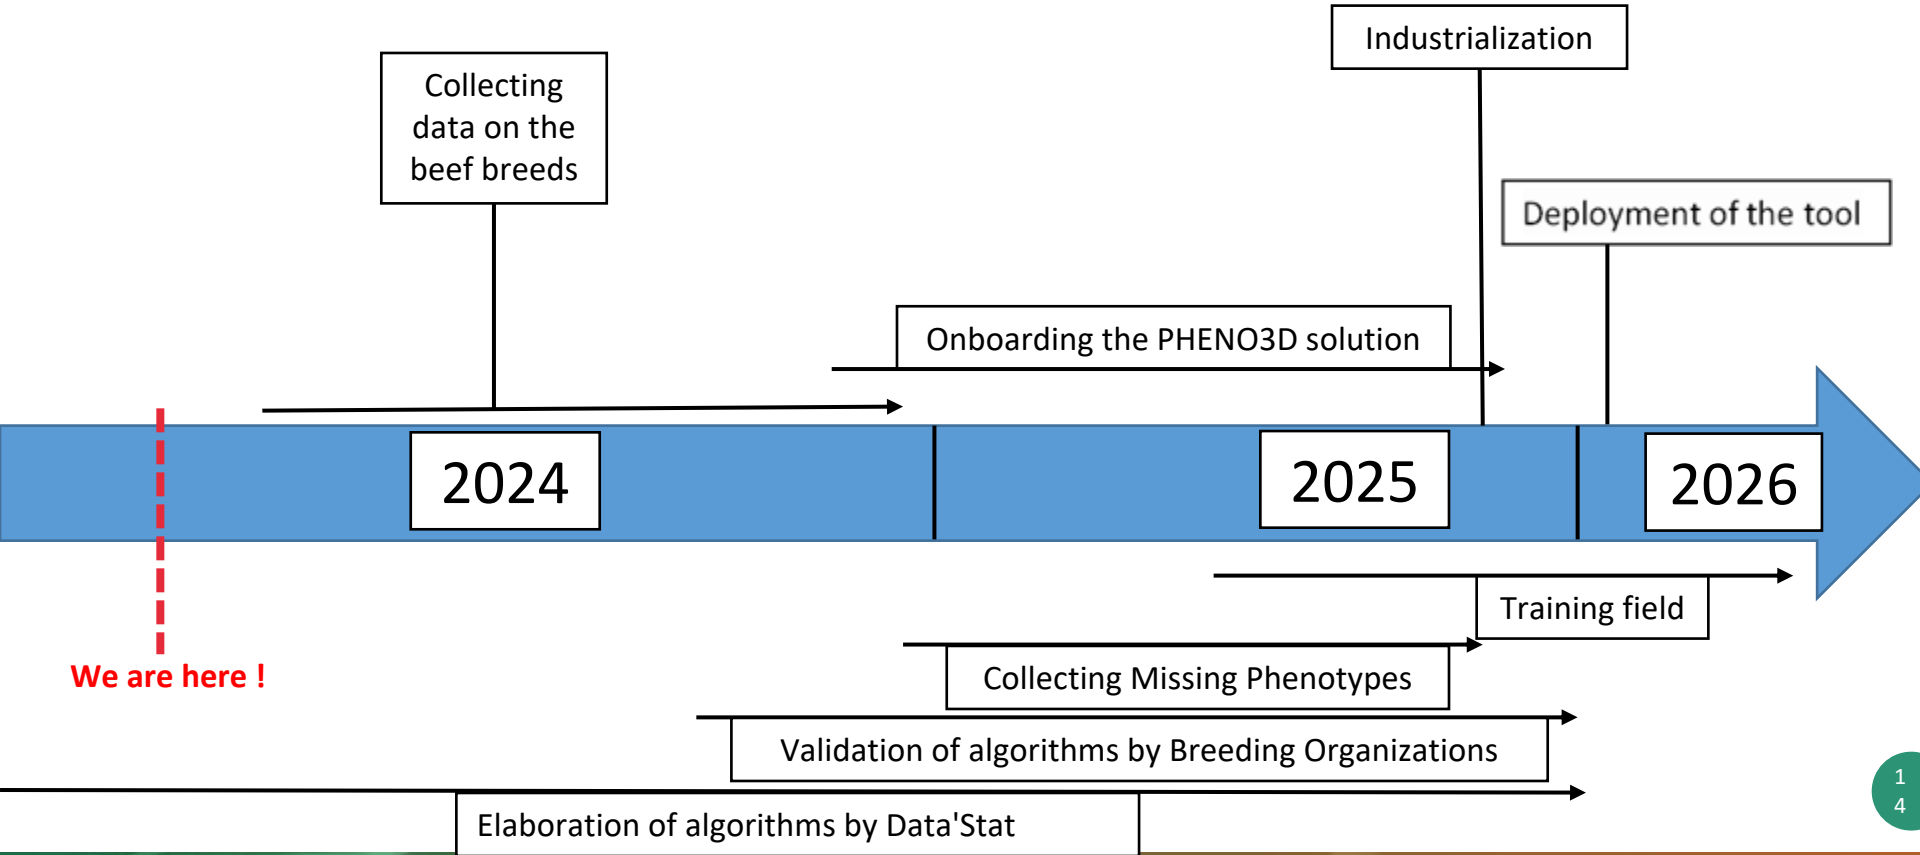 Industrialization
Collecting
data on the
beef breeds
Deployment of the tool
Onboarding the PHENO3D solution
2024
2025
2026
Training field
We are here !
Collecting Missing Phenotypes
Validation of algorithms by Breeding Organizations
Elaboration of algorithms by Data'Stat
1
4